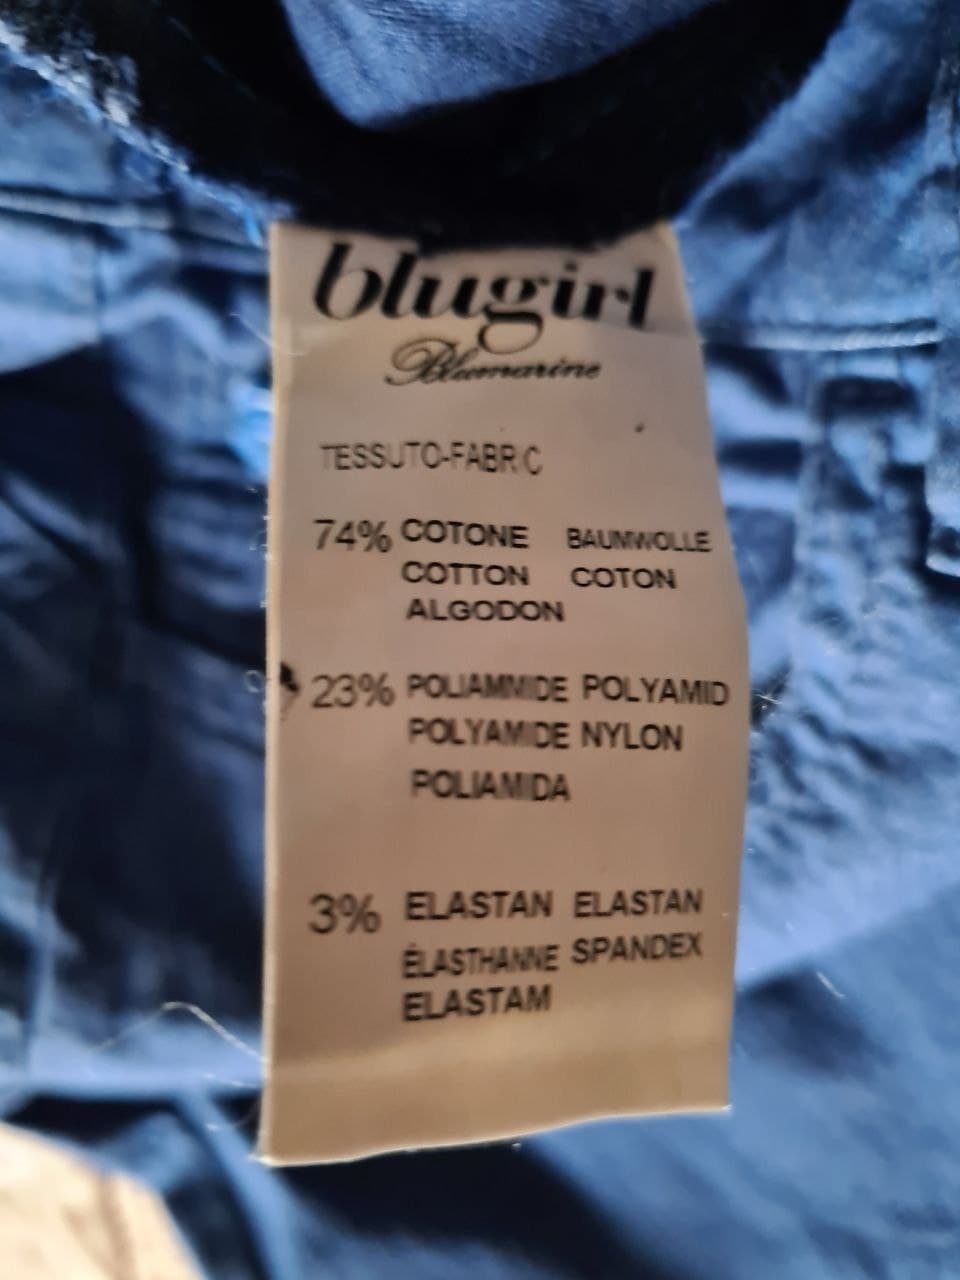 blugirl
Blumarine
TESSUTO-FABRIC
74% COTONE BAUMWOLLE
COTTON COTON
ALGODON
23% POLIAMMIDE POLYAMID
POLYAMIDE NYLON
POLIAMIDA
3% ELASTAN ELASTAN
ÉLASTHANNE SPANDEX
ELASTAM